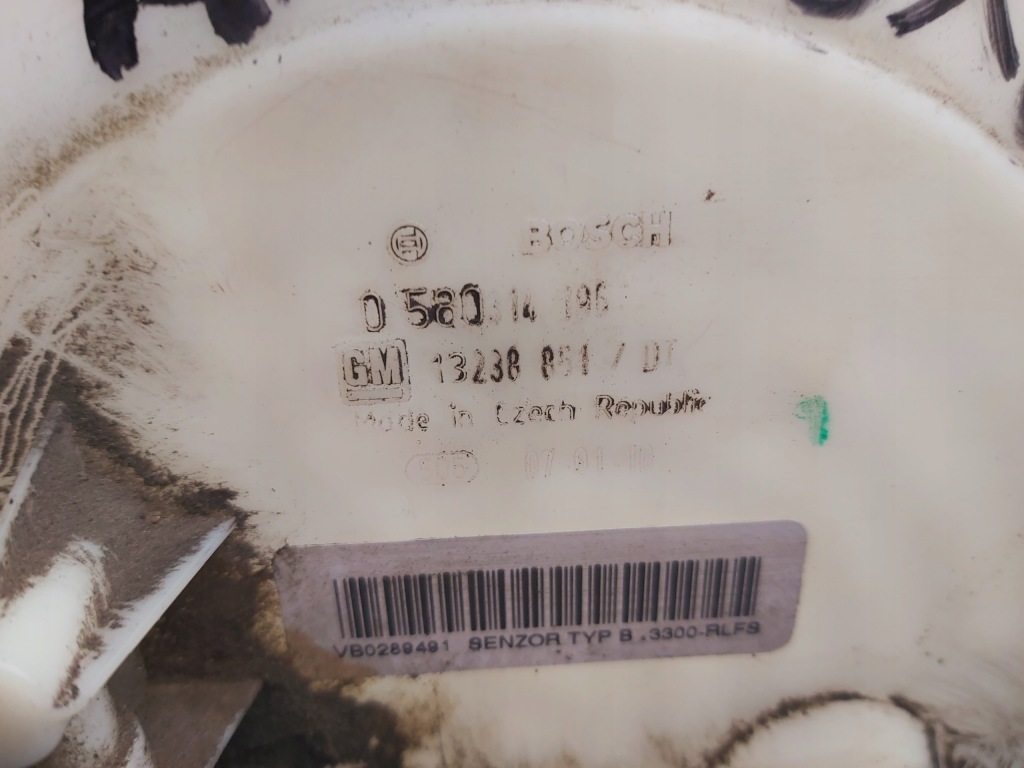 BOSCH
0 580 314 196
GM 13238 851 / DT
Made in Czech Republic
07 01 10
VB0289491 SENZOR TYP B .3300-RLFS